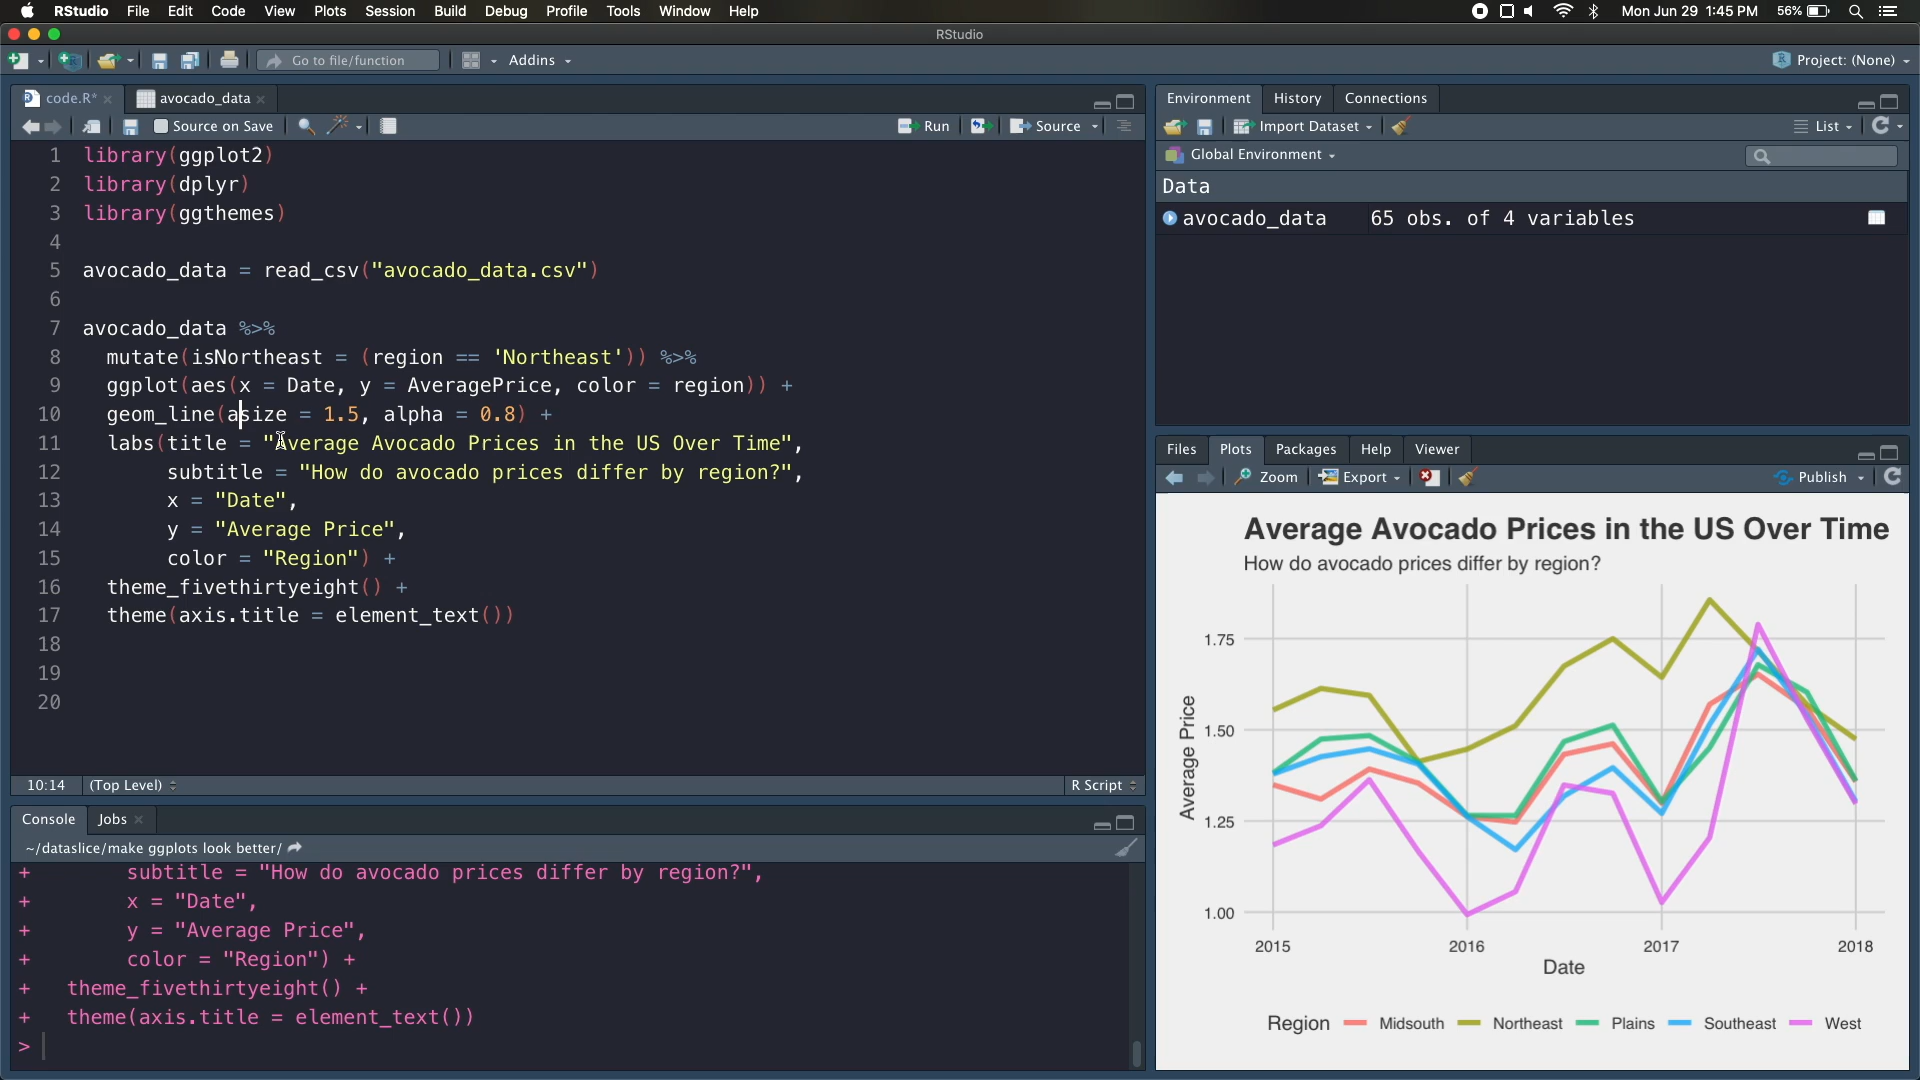 RStudio File Edit Code View Plots Session Build Debug Profile Tools Window Help Mon Jun 29 1:45 PM 56%
RStudio
Go to file/function Addins Project: (None)
code.R* avocado_data
Source on Save Run Source
1 library(ggplot2)
2 library(dplyr)
3 library(ggthemes)
4
5 avocado_data = read_csv("avocado_data.csv")
6
7 avocado_data %>%
8 mutate(isNortheast = (region == 'Northeast')) %>%
9 ggplot(aes(x = Date, y = AveragePrice, color = region)) +
10 geom_line(asize = 1.5, alpha = 0.8) +
11 labs(title = "Average Avocado Prices in the US Over Time",
12 subtitle = "How do avocado prices differ by region?",
13 x = "Date",
14 y = "Average Price",
15 color = "Region") +
16 theme_fivethirtyeight() +
17 theme(axis.title = element_text())
18
19
20
10:14 (Top Level) R Script
Console Jobs
~/dataslice/make ggplots look better/
+ subtitle = "How do avocado prices differ by region?",
+ x = "Date",
+ y = "Average Price",
+ color = "Region") +
+ theme_fivethirtyeight() +
+ theme(axis.title = element_text())
>
Environment History Connections
Import Dataset List
Global Environment
Data
avocado_data 65 obs. of 4 variables
Files Plots Packages Help Viewer
Zoom Export Publish
Average Avocado Prices in the US Over Time
How do avocado prices differ by region?
1.75
1.50
1.25
1.00
Average Price
2015 2016 2017 2018
Date
Region Midsouth Northeast Plains Southeast West